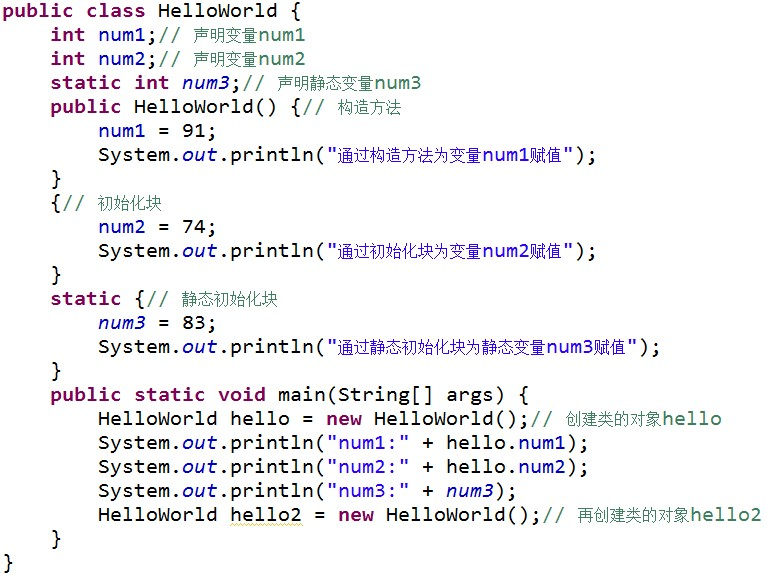 public class HelloWorld {
    int num1;// 声明变量num1
    int num2;// 声明变量num2
    static int num3;// 声明静态变量num3
    public HelloWorld() {// 构造方法
        num1 = 91;
        System.out.println("通过构造方法为变量num1赋值");
    }
    {// 初始化块
        num2 = 74;
        System.out.println("通过初始化块为变量num2赋值");
    }
    static {// 静态初始化块
        num3 = 83;
        System.out.println("通过静态初始化块为静态变量num3赋值");
    }
    public static void main(String[] args) {
        HelloWorld hello = new HelloWorld();// 创建类的对象hello
        System.out.println("num1:" + hello.num1);
        System.out.println("num2:" + hello.num2);
        System.out.println("num3:" + num3);
        HelloWorld hello2 = new HelloWorld();// 再创建类的对象hello2
    }
}